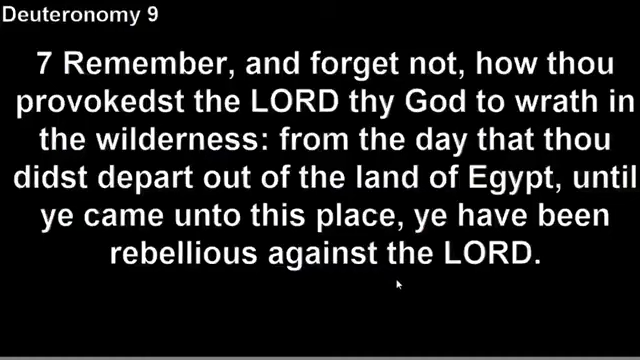 Deuteronomy 9
7 Remember, and forget not, how thou
provokedst the LORD thy God to wrath in
the wilderness: from the day that thou
didst depart out of the land of Egypt, until
ye came unto this place, ye have been
rebellious against the LORD.